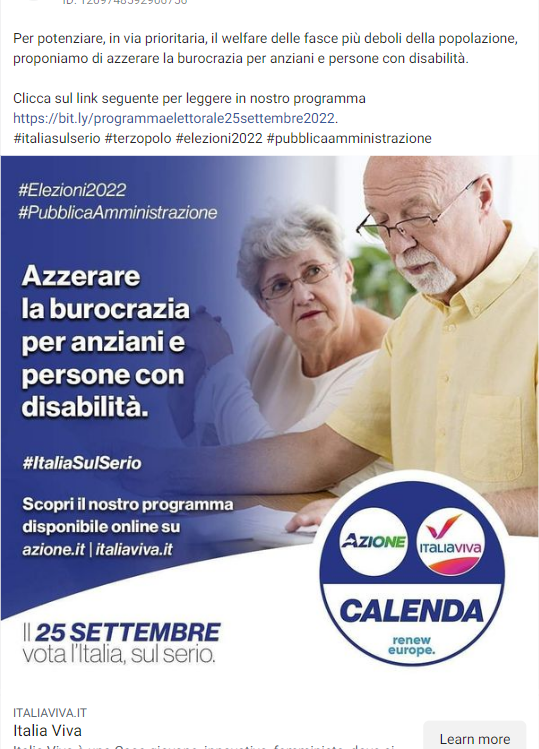 Per potenziare, in via prioritaria, il welfare delle fasce più deboli della popolazione,
proponiamo di azzerare la burocrazia per anziani e persone con disabilità.
Clicca sul link seguente per leggere in nostro programma
https://bit.ly/programmaelettorale25settembre2022.
#italiasulserio #terzopolo #elezioni2022 #pubblicaamministrazione
#Elezioni2022
#PubblicaAmministrazione
Azzerare
la burocrazia
per anziani e
persone con
disabilità.
#ItaliaSulSerio
Scopri il nostro programma
disponibile online su
azione.it | italiaviva.it
AZIONE
ITALIAVIVA
CALENDA
renew
europe.
Il 25 SETTEMBRE
vota l'Italia, sul serio.
ITALIAVIVA.IT
Italia Viva
Learn more